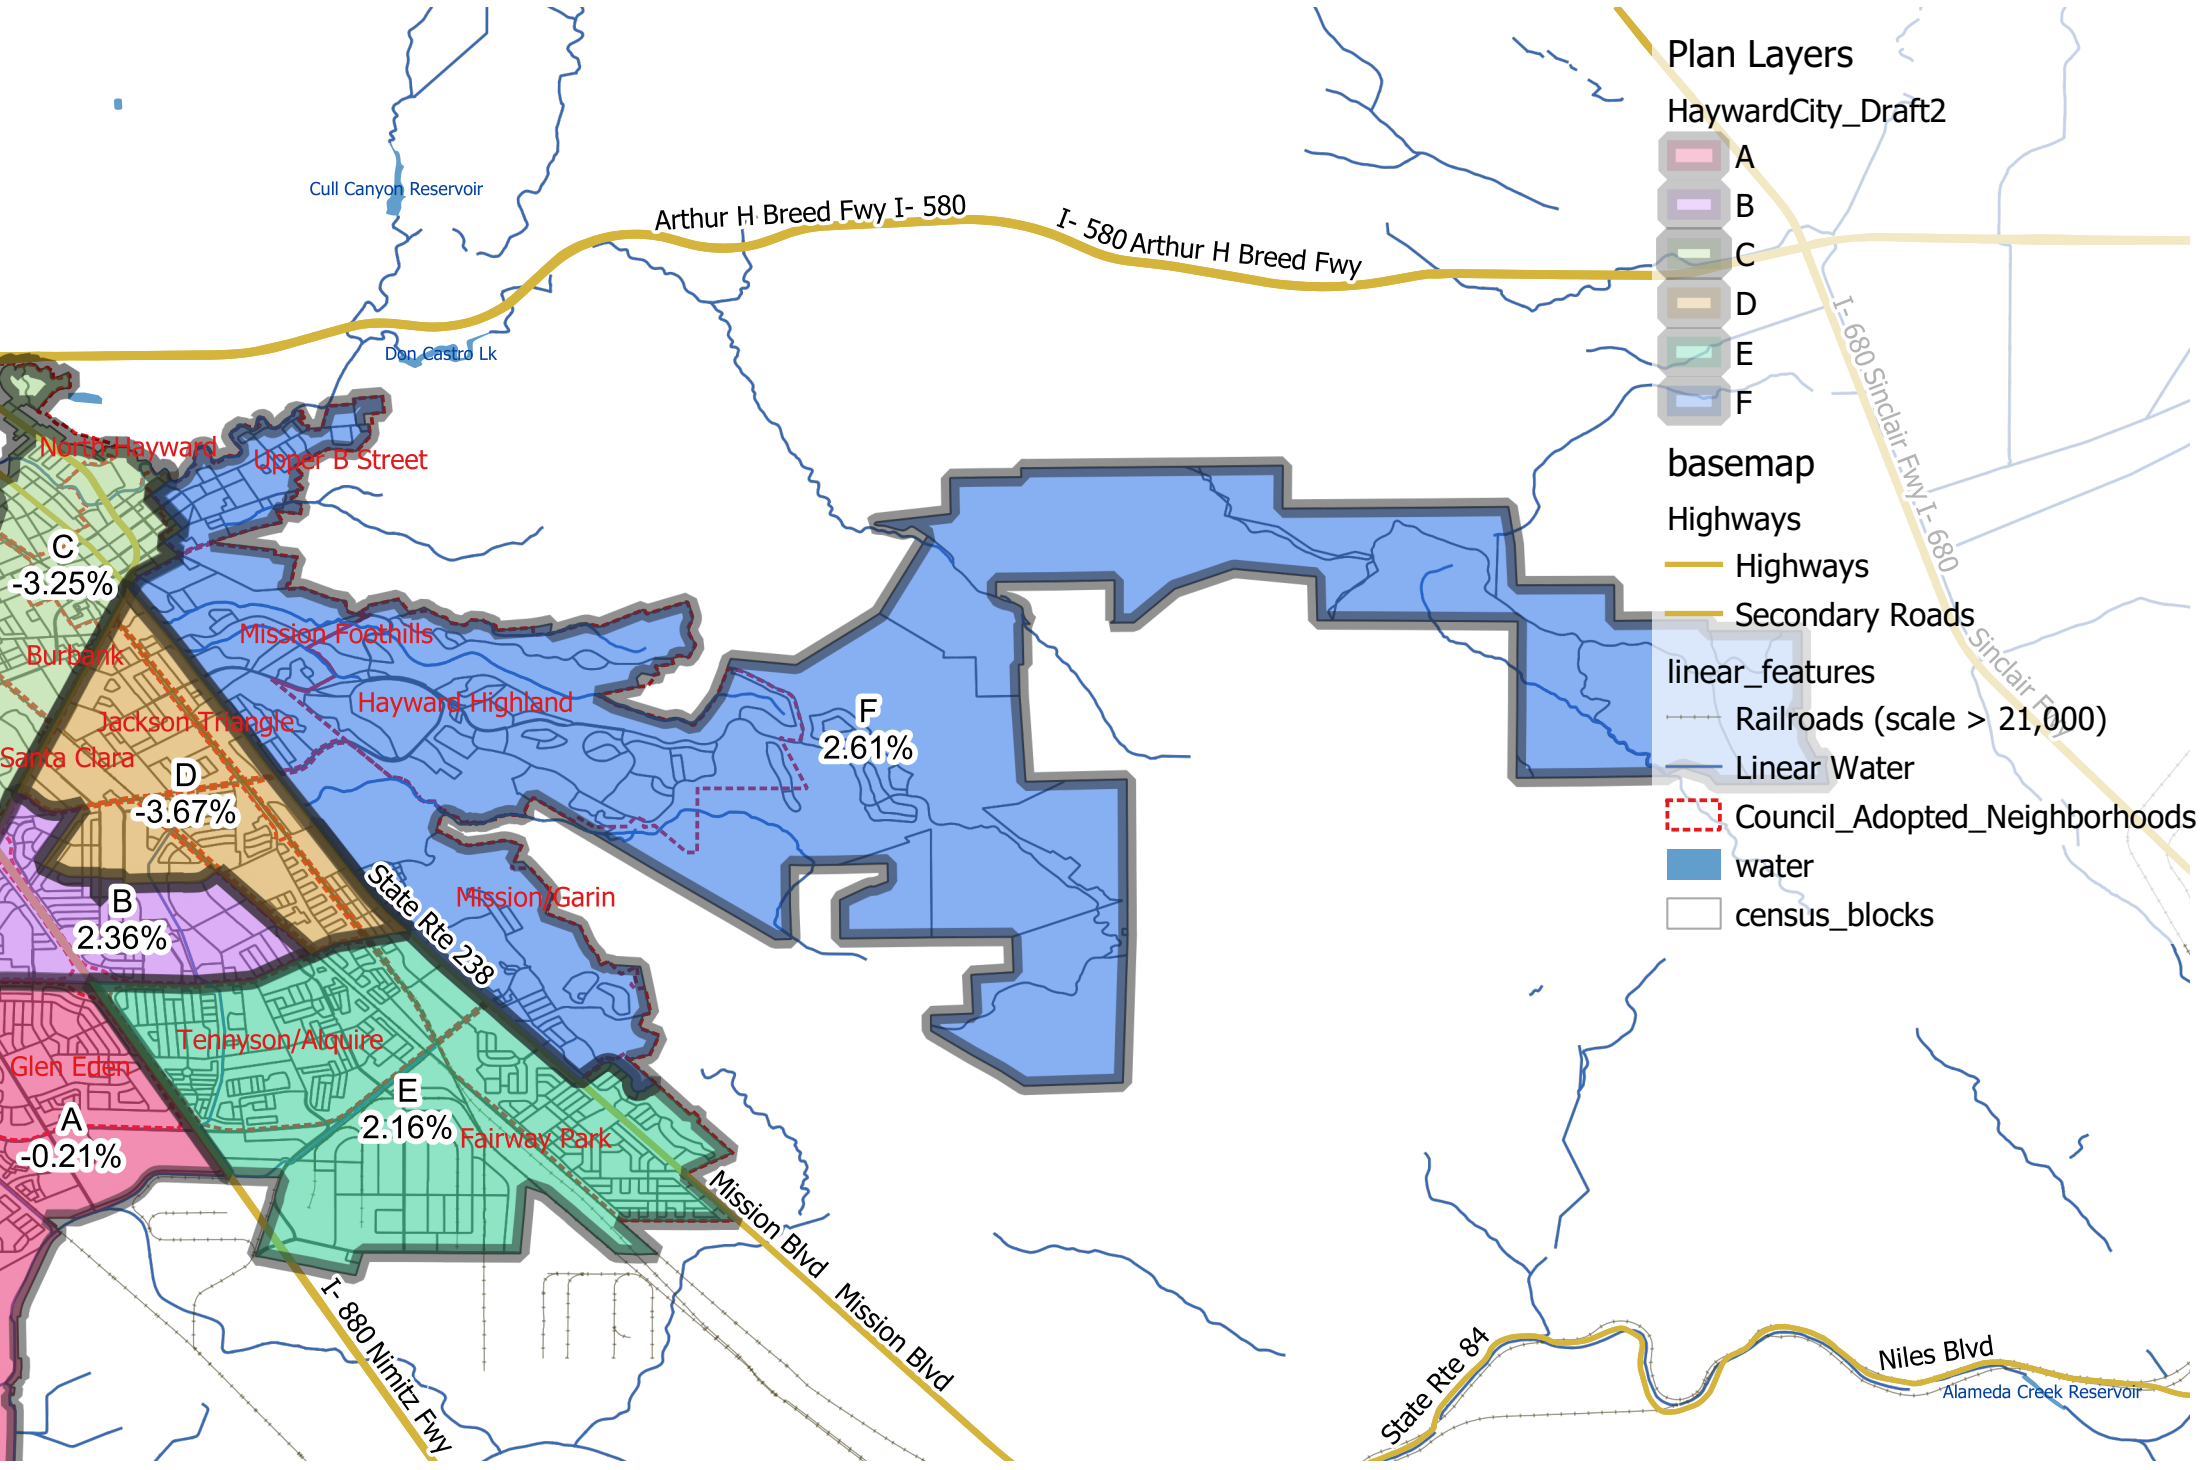 Plan Layers
HaywardCity_Draft2
A
B
C
D
E
F
basemap
Highways
Highways
Secondary Roads
linear_features
Railroads (scale > 21,000)
Linear Water
Council_Adopted_Neighborhoods
water
census_blocks
Cull Canyon Reservoir
Arthur H Breed Fwy I- 580
I- 580 Arthur H Breed Fwy
Don Castro Lk
I- 680 Sinclair Fwy I- 680
Sinclair Fwy
North Hayward
Upper B Street
C
-3.25%
Mission Foothills
Burbank
Hayward Highland
Jackson Triangle
Santa Clara
F
2.61%
D
-3.67%
State Rte 238
Mission/Garin
B
2.36%
Tennyson/Alquire
Glen Eden
E
2.16%
A
-0.21%
Fairway Park
Mission Blvd
Mission Blvd
I- 880 Nimitz Fwy
State Rte 84
Niles Blvd
Alameda Creek Reservoir